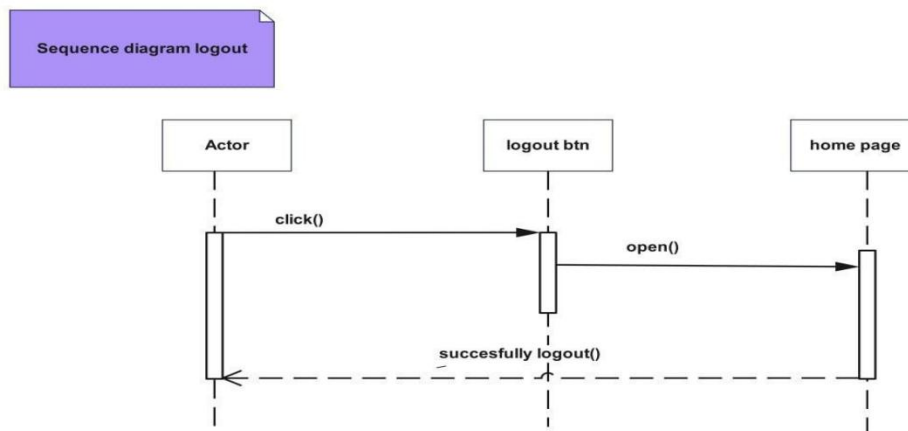 Sequence diagram logout
Actor
logout btn
home page
click()
open()
succesfully logout()